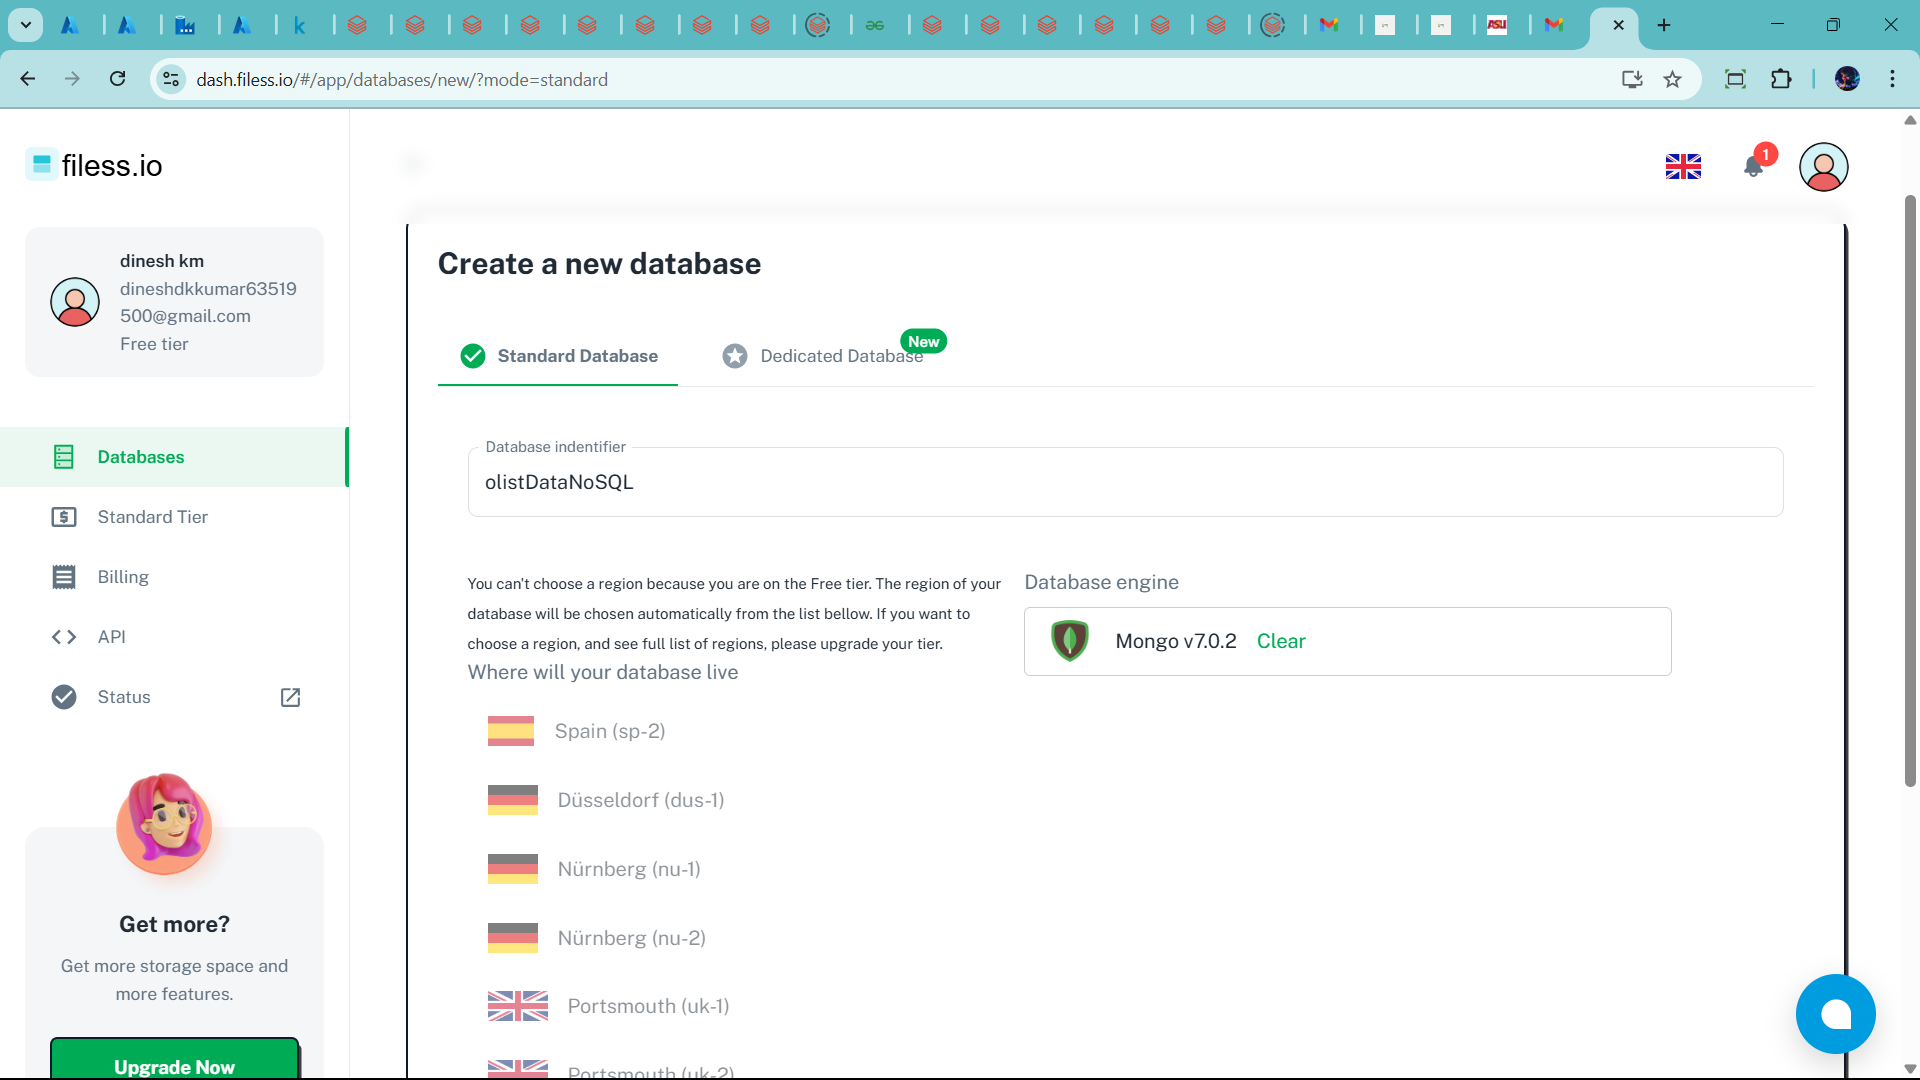 dash.filess.io/#/app/databases/new/?mode=standard
filess.io
1
dinesh km
dineshdkkumar63519
500@gmail.com
Free tier
Databases
Standard Tier
Billing
API
Status
Get more?
Get more storage space and
more features.
Upgrade Now
Create a new database
Standard Database
Dedicated Database
New
Database indentifier
olistDataNoSQL
You can't choose a region because you are on the Free tier. The region of your
database will be chosen automatically from the list bellow. If you want to
choose a region, and see full list of regions, please upgrade your tier.
Where will your database live
Spain (sp-2)
Düsseldorf (dus-1)
Nürnberg (nu-1)
Nürnberg (nu-2)
Portsmouth (uk-1)
Portsmouth (uk-2)
Database engine
Mongo v7.0.2 Clear